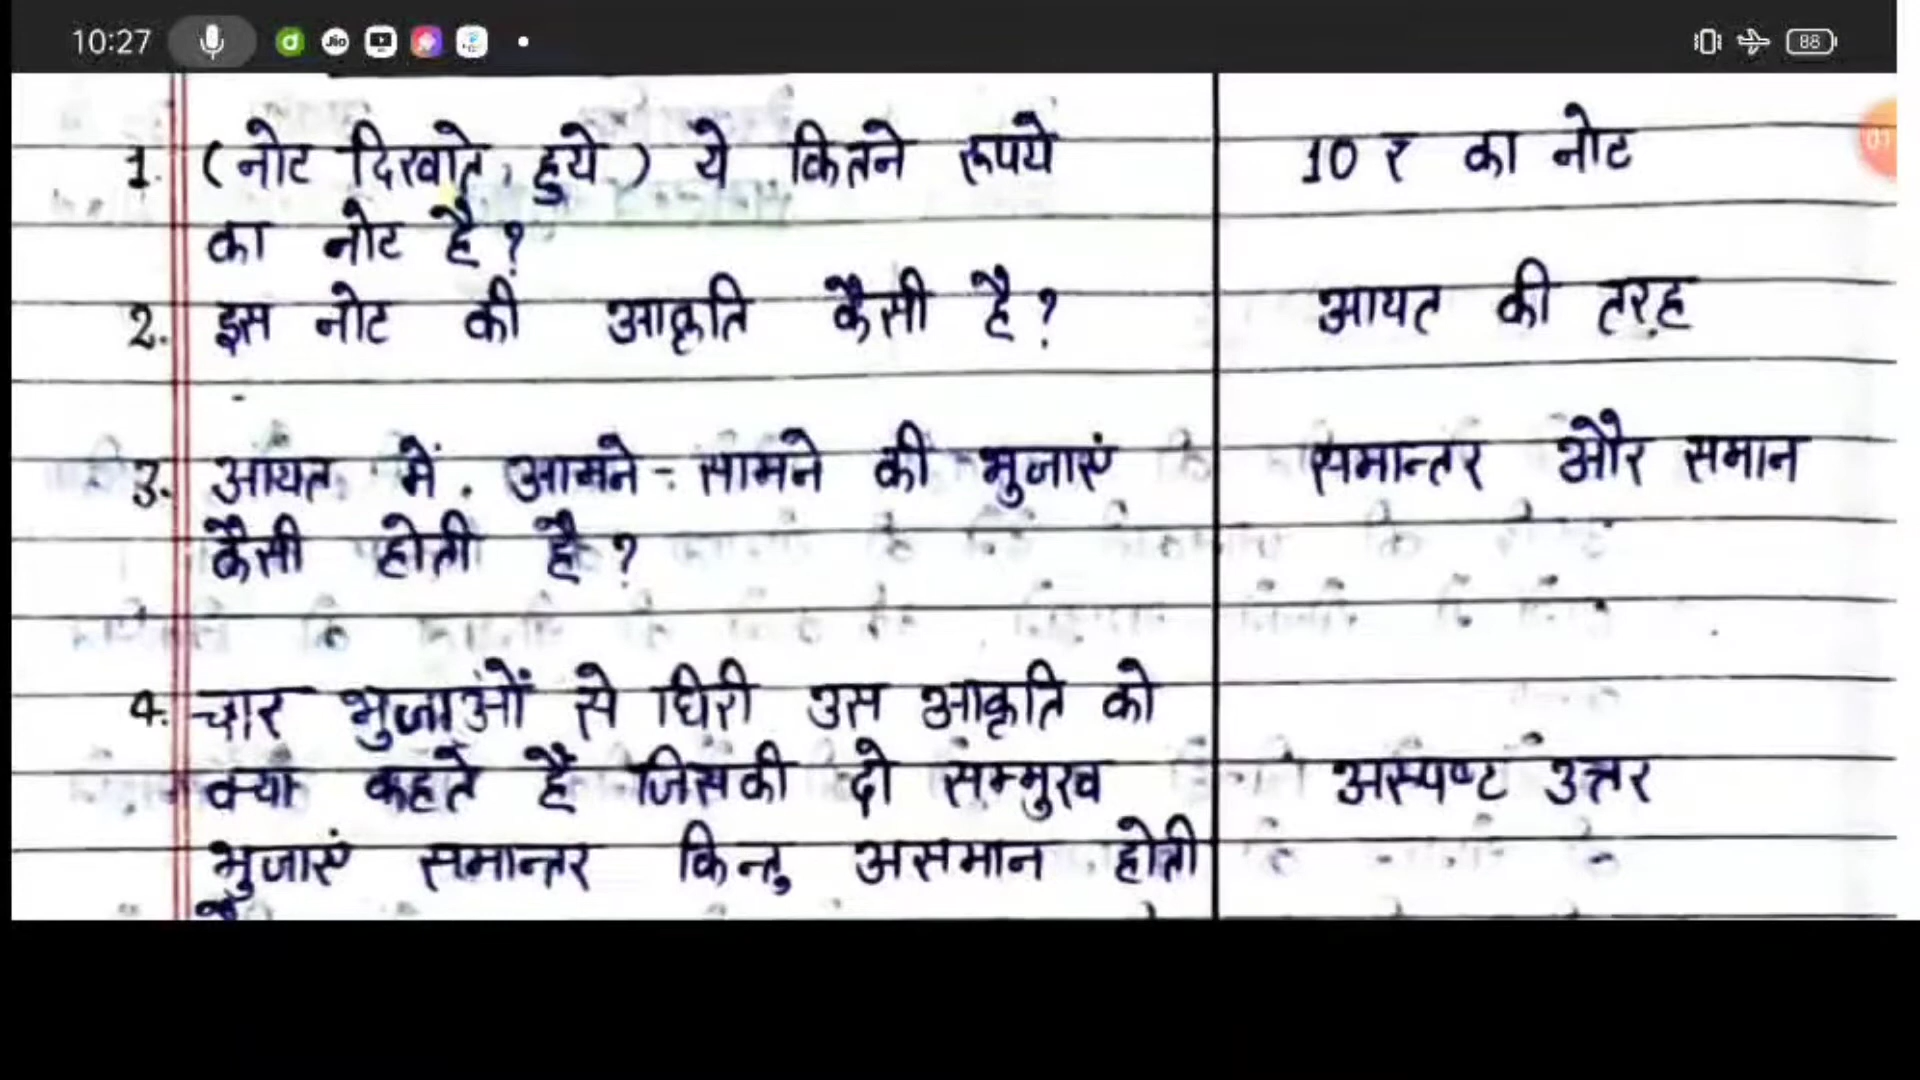 10:27
88
1. (नोट दिखाते हुये) ये कितने रूपये
10 ₹ का नोट
का नोट है?
2. इस नोट की आकृति कैसी है?
आयत की तरह
3. आयत में आमने-सामने की भुजाएं
समान्तर और समान
कैसी होती है?
4. चार भुजाओं से घिरी उस आकृति को
क्या कहते हैं जिसकी दो सम्मुख
अस्पष्ट उत्तर
भुजाएं समान्तर किन्तु असमान होती